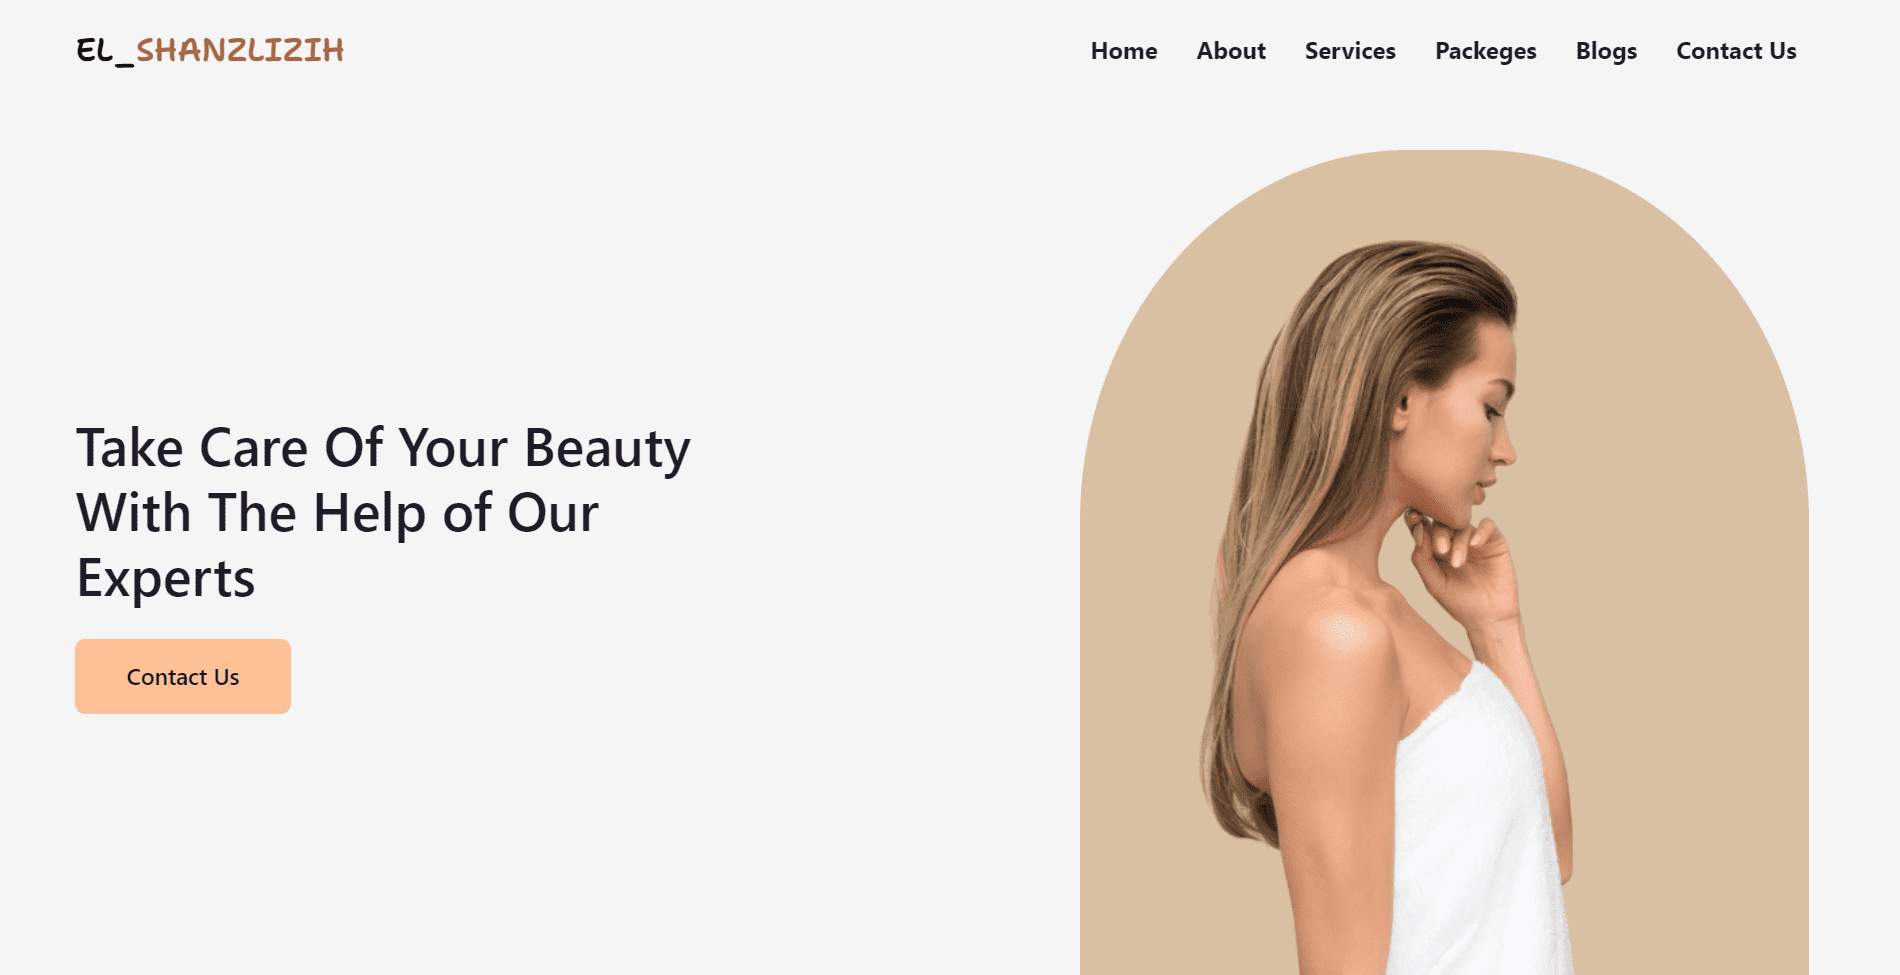 EL_SHANZLIZIH
Home About Services Packeges Blogs Contact Us
Take Care Of Your Beauty
With The Help of Our
Experts
Contact Us